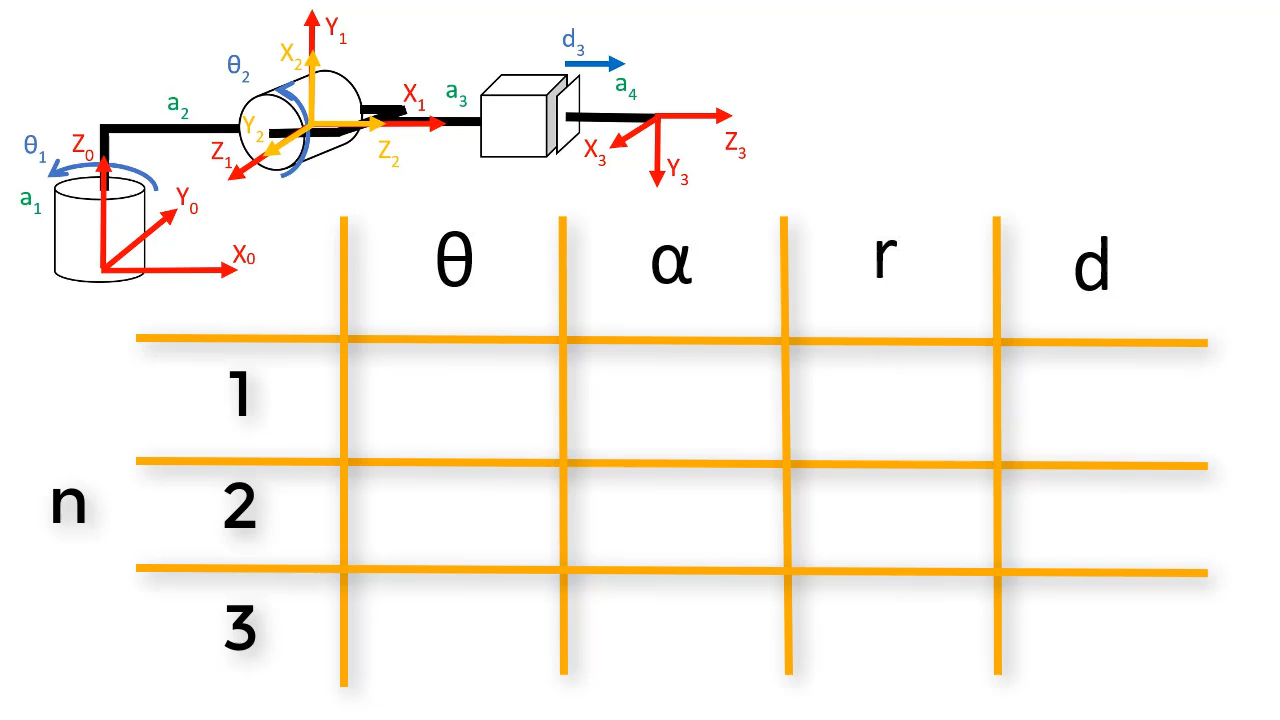 Y₁
d₃
X₂
θ₂
a₄
X₁
a₃
a₂
Y₂
Z₁
Z₂
θ₁
Z₀
X₃
Y₃
Z₃
a₁
Y₀
X₀
θ α r d
1
n 2
3